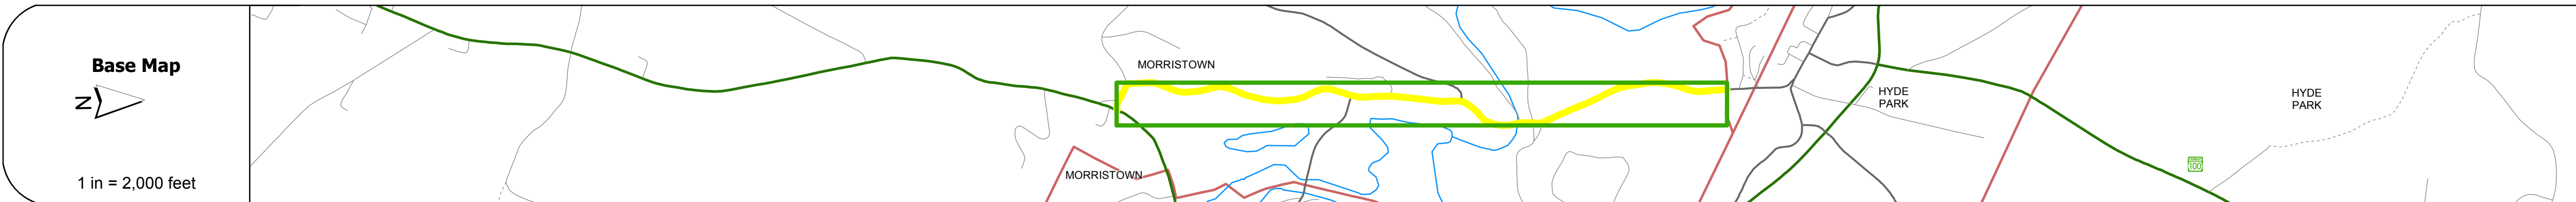 Base Map
N
1 in = 2,000 feet
MORRISTOWN
MORRISTOWN
HYDE
PARK
HYDE
PARK
100